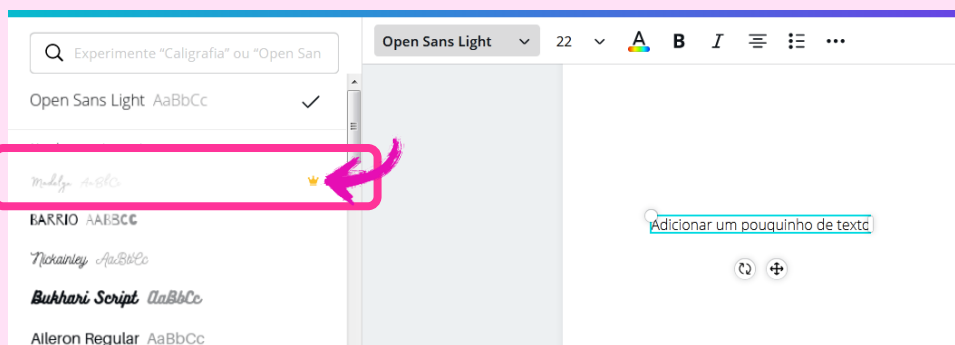 Experimente “Caligrafia” ou “Open San
Open Sans Light AaBbCc
AaBbCc
BARRIO AABBCC
Nickainley AaBbCc
Bukhari Script AaBbCc
Aileron Regular AaBbCc
Open Sans Light 22 A B I
Adicionar um pouquinho de texto